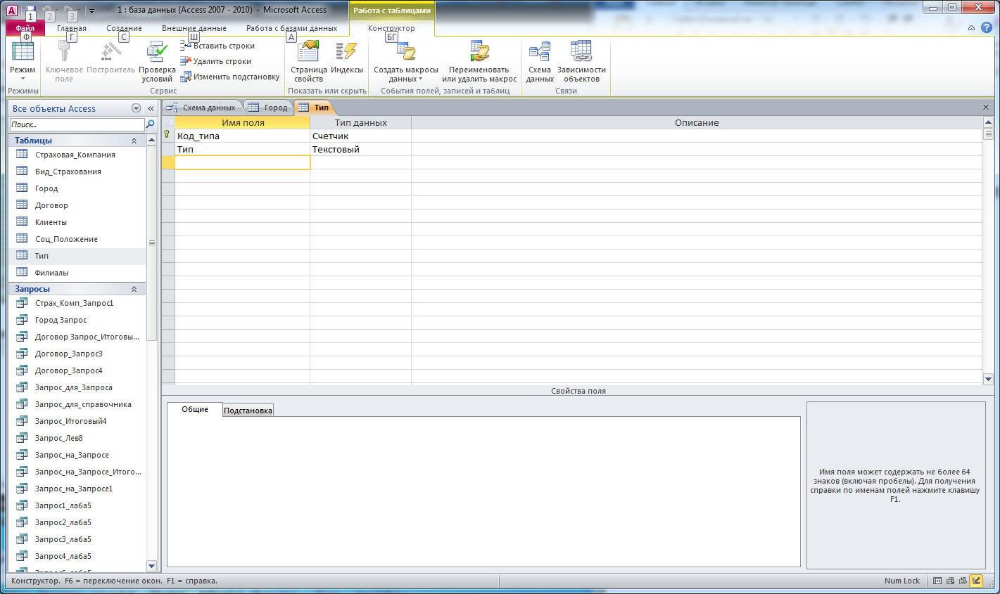 1 : база данных (Access 2007 - 2010) - Microsoft Access
Работа с таблицами
1
2
3
Файл
Главная
Создание
Внешние данные
Работа с базами данных
Конструктор
Ф
Г
С
Ш
А
БГ
Режим
Ключевое поле
Построитель
Проверка условий
Вставить строки
Удалить строки
Изменить подстановку
Страница свойств
Индексы
Создать макросы данных
Переименовать или удалить макрос
Схема данных
Зависимости объектов
Режимы
Сервис
Показать или скрыть
События полей, записей и таблиц
Связи
Все объекты Access
Поиск...
Таблицы
Страховая_Компания
Вид_Страхования
Город
Договор
Клиенты
Соц_Положение
Тип
Филиалы
Запросы
Страх_Комп_Запрос1
Город Запрос
Договор Запрос_Итоговы...
Договор_Запрос3
Договор_Запрос4
Запрос_для_Запроса
Запрос_для_справочника
Запрос_Итоговый4
Запрос_Лев8
Запрос_на_Запросе
Запрос_на_Запросе_Итого...
Запрос_на_Запросе1
Запрос1_лаба5
Запрос2_лаба5
Запрос3_лаба5
Запрос4_лаба5
Схема данных
Город
Тип
Имя поля
Тип данных
Описание
Код_типа
Счетчик
Тип
Текстовый
Свойства поля
Общие
Подстановка
Имя поля может содержать не более 64
знаков (включая пробелы). Для получения
справки по именам полей нажмите клавишу
F1.
Конструктор. F6 = переключение окон. F1 = справка.
Num Lock